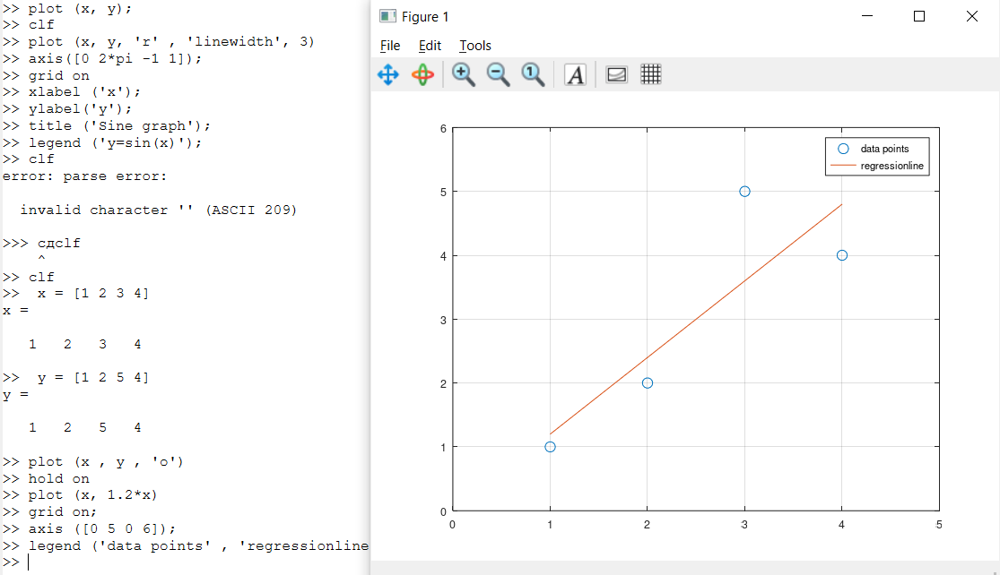 >> plot (x, y);
>> clf
>> plot (x, y, 'r' , 'linewidth', 3)
>> axis([0 2*pi -1 1]);
>> grid on
>> xlabel ('x');
>> ylabel('y');
>> title ('Sine graph');
>> legend ('y=sin(x)');
>> clf
error: parse error:
invalid character '' (ASCII 209)
>>> сдclf
^
>> clf
>>  x = [1 2 3 4]
x =
1   2   3   4
>>  y = [1 2 5 4]
y =
1   2   5   4
>> plot (x , y , 'o')
>> hold on
>> plot (x, 1.2*x)
>> grid on;
>> axis ([0 5 0 6]);
>> legend ('data points' , 'regressionline
>>
Figure 1
File Edit Tools
1 A
data points
regressionline
6
5
4
3
2
1
0
0 1 2 3 4 5